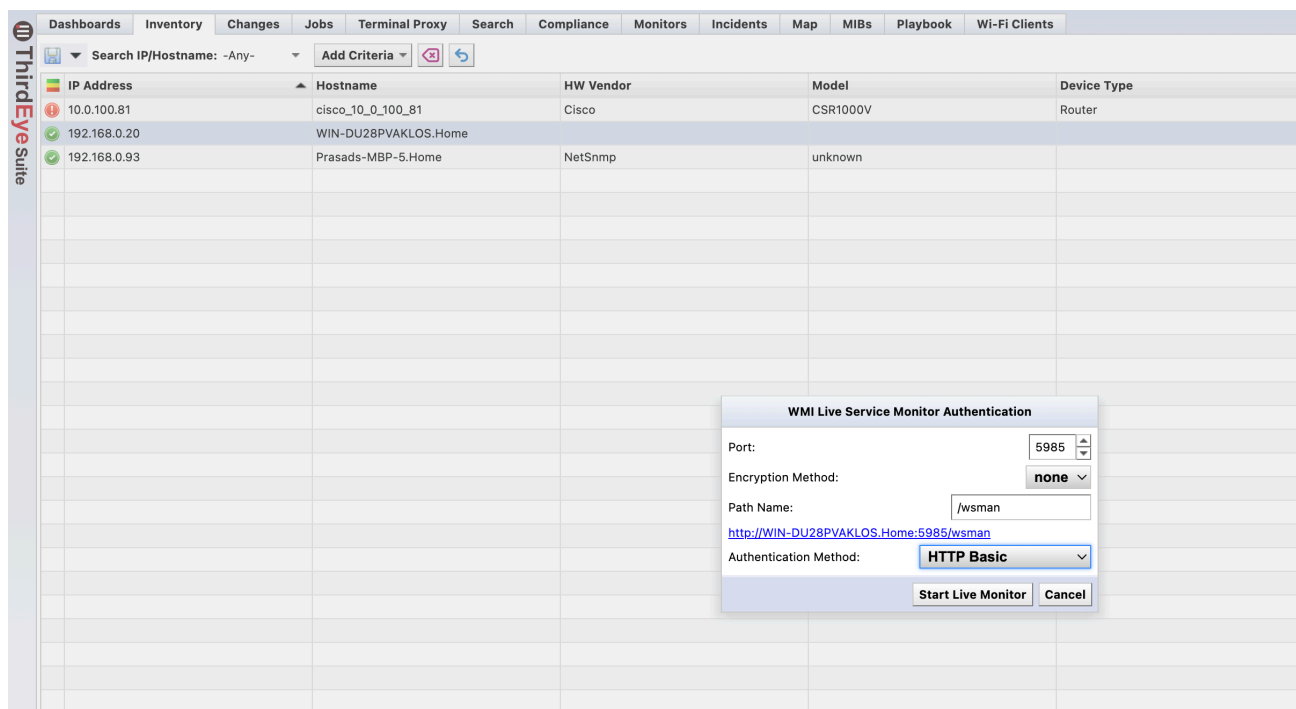 Dashboards Inventory Changes Jobs Terminal Proxy Search Compliance Monitors Incidents Map MIBs Playbook Wi-Fi Clients
ThirdEye Suite
Search IP/Hostname: -Any- Add Criteria
IP Address Hostname HW Vendor Model Device Type
10.0.100.81 cisco_10_0_100_81 Cisco CSR1000V Router
192.168.0.20 WIN-DU28PVAKLOS.Home
192.168.0.93 Prasads-MBP-5.Home NetSnmp unknown
WMI Live Service Monitor Authentication
Port: 5985
Encryption Method: none
Path Name: /wsman
http://WIN-DU28PVAKLOS.Home:5985/wsman
Authentication Method: HTTP Basic
Start Live Monitor Cancel